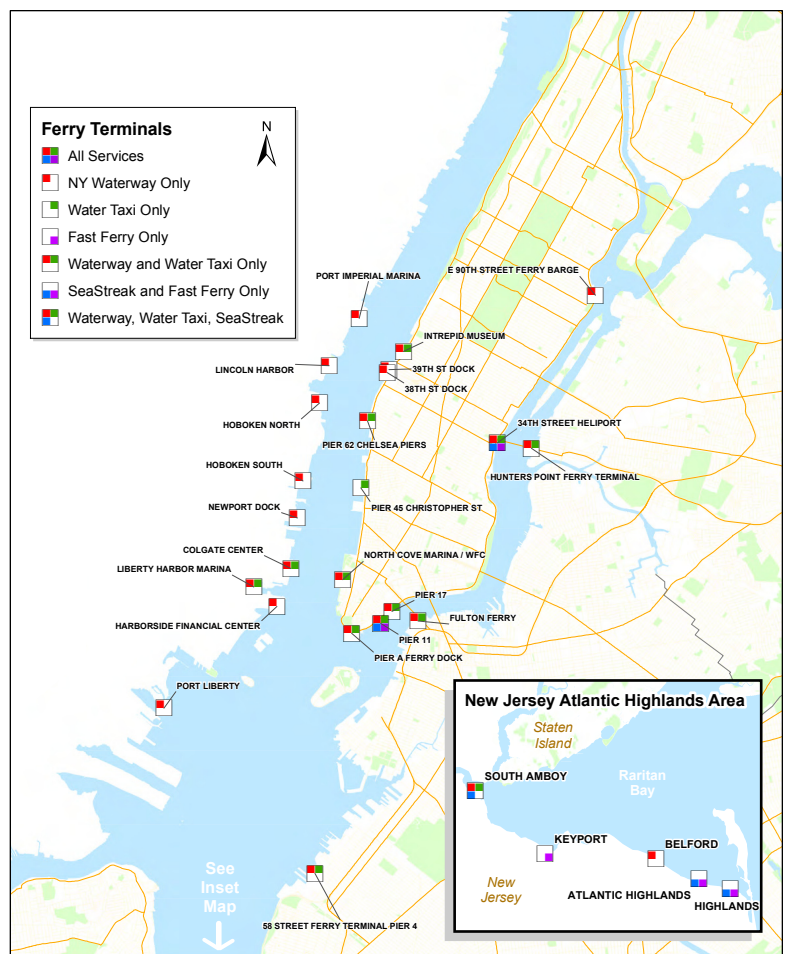 Ferry Terminals
N
All Services
NY Waterway Only
Water Taxi Only
Fast Ferry Only
Waterway and Water Taxi Only
SeaStreak and Fast Ferry Only
Waterway, Water Taxi, SeaStreak
E 90TH STREET FERRY BARGE
PORT IMPERIAL MARINA
INTREPID MUSEUM
LINCOLN HARBOR
39TH ST DOCK
38TH ST DOCK
HOBOKEN NORTH
34TH STREET HELIPORT
PIER 62 CHELSEA PIERS
HOBOKEN SOUTH
HUNTERS POINT FERRY TERMINAL
NEWPORT DOCK
PIER 45 CHRISTOPHER ST
COLGATE CENTER
NORTH COVE MARINA / WFC
LIBERTY HARBOR MARINA
PIER 17
HARBORSIDE FINANCIAL CENTER
FULTON FERRY
PIER 11
PIER A FERRY DOCK
PORT LIBERTY
58 STREET FERRY TERMINAL PIER 4
See
Inset
Map
New Jersey Atlantic Highlands Area
Staten
Island
SOUTH AMBOY
Raritan
Bay
KEYPORT
BELFORD
New
Jersey
ATLANTIC HIGHLANDS
HIGHLANDS